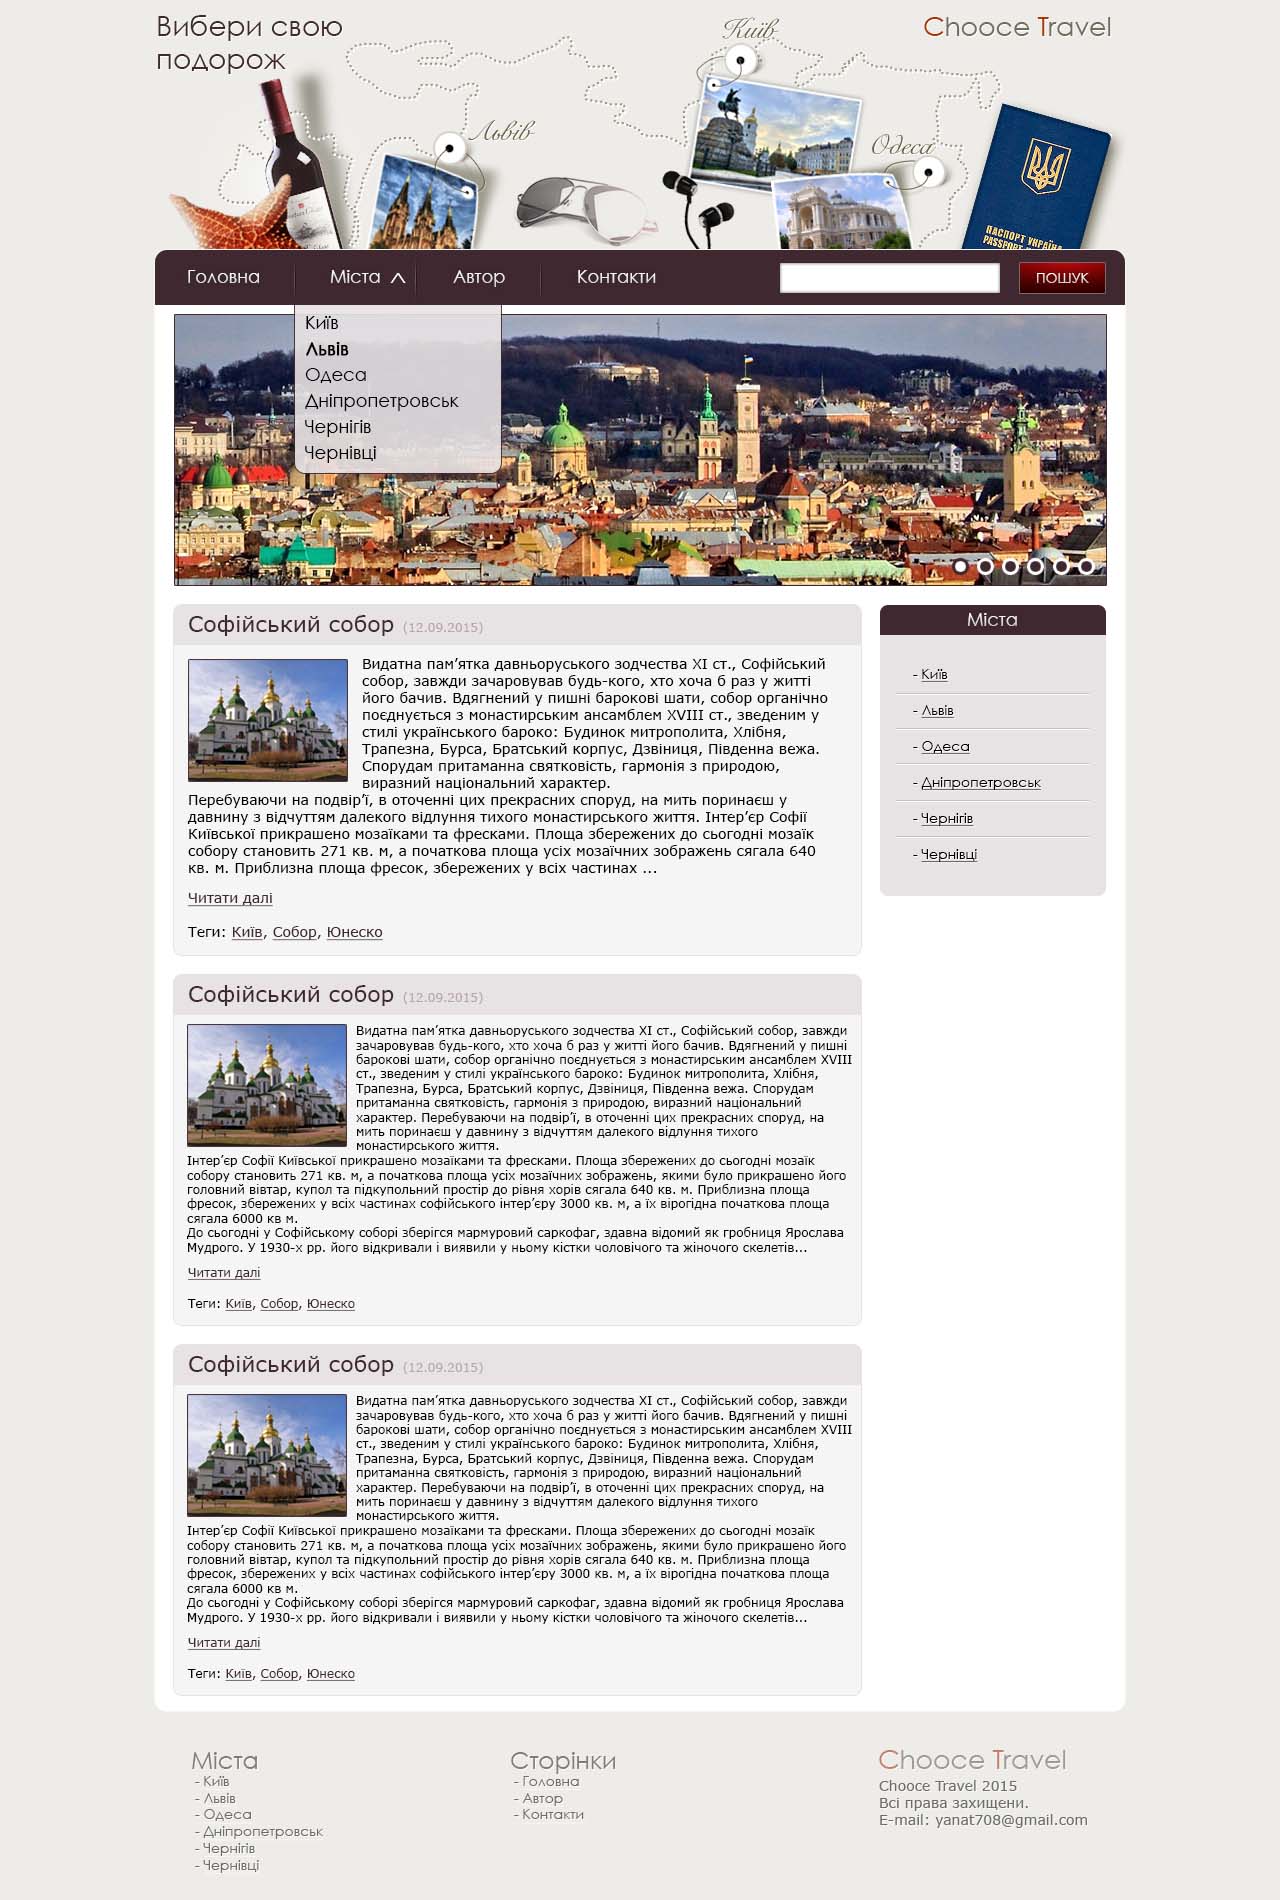 Вибери свою
подорож
Chooce Travel
Київ
Львів
Одеса
ПАСПОРТ УКРАЇНА
PASSPORT
Головна
Міста
Автор
Контакти
ПОШУК
Київ
Львів
Одеса
Дніпропетровськ
Чернігів
Чернівці
Софійський собор (12.09.2015)
Видатна пам’ятка давньоруського зодчества XI ст., Софійський
собор, завжди зачаровував будь-кого, хто хоча б раз у житті
його бачив. Вдягнений у пишні барокові шати, собор органічно
поєднується з монастирським ансамблем XVIII ст., зведеним у
стилі українського бароко: Будинок митрополита, Хлібня,
Трапезна, Бурса, Братський корпус, Дзвіниця, Південна вежа.
Спорудам притаманна святковість, гармонія з природою,
виразний національний характер.
Перебуваючи на подвір’ї, в оточенні цих прекрасних споруд, на мить поринаєш у
давнину з відчуттям далекого відлуння тихого монастирського життя. Інтер’єр Софії
Київської прикрашено мозаїками та фресками. Площа збережених до сьогодні мозаїк
собору становить 271 кв. м, а початкова площа усіх мозаїчних зображень сягала 640
кв. м. Приблизна площа фресок, збережених у всіх частинах ...
Читати далі
Теги: Київ, Собор, Юнеско
Міста
- Київ
- Львів
- Одеса
- Дніпропетровськ
- Чернігів
- Чернівці
Софійський собор (12.09.2015)
Видатна пам’ятка давньоруського зодчества XI ст., Софійський собор, завжди
зачаровував будь-кого, хто хоча б раз у житті його бачив. Вдягнений у пишні
барокові шати, собор органічно поєднується з монастирським ансамблем XVIII
ст., зведеним у стилі українського бароко: Будинок митрополита, Хлібня,
Трапезна, Бурса, Братський корпус, Дзвіниця, Південна вежа. Спорудам
притаманна святковість, гармонія з природою, виразний національний
характер. Перебуваючи на подвір’ї, в оточенні цих прекрасних споруд, на
мить поринаєш у давнину з відчуттям далекого відлуння тихого
монастирського життя.
Інтер’єр Софії Київської прикрашено мозаїками та фресками. Площа збережених до сьогодні мозаїк
собору становить 271 кв. м, а початкова площа усіх мозаїчних зображень, якими було прикрашено його
головний вівтар, купол та підкупольний простір до рівня хорів сягала 640 кв. м. Приблизна площа
фресок, збережених у всіх частинах софійського інтер’єру 3000 кв. м, а їх вірогідна початкова площа
сягала 6000 кв м.
До сьогодні у Софійському соборі зберігся мармуровий саркофаг, здавна відомий як гробниця Ярослава
Мудрого. У 1930-х рр. його відкривали і виявили у ньому кістки чоловічого та жіночого скелетів...
Читати далі
Теги: Київ, Собор, Юнеско
Софійський собор (12.09.2015)
Видатна пам’ятка давньоруського зодчества XI ст., Софійський собор, завжди
зачаровував будь-кого, хто хоча б раз у житті його бачив. Вдягнений у пишні
барокові шати, собор органічно поєднується з монастирським ансамблем XVIII
ст., зведеним у стилі українського бароко: Будинок митрополита, Хлібня,
Трапезна, Бурса, Братський корпус, Дзвіниця, Південна вежа. Спорудам
притаманна святковість, гармонія з природою, виразний національний
характер. Перебуваючи на подвір’ї, в оточенні цих прекрасних споруд, на
мить поринаєш у давнину з відчуттям далекого відлуння тихого
монастирського життя.
Інтер’єр Софії Київської прикрашено мозаїками та фресками. Площа збережених до сьогодні мозаїк
собору становить 271 кв. м, а початкова площа усіх мозаїчних зображень, якими було прикрашено його
головний вівтар, купол та підкупольний простір до рівня хорів сягала 640 кв. м. Приблизна площа
фресок, збережених у всіх частинах софійського інтер’єру 3000 кв. м, а їх вірогідна початкова площа
сягала 6000 кв м.
До сьогодні у Софійському соборі зберігся мармуровий саркофаг, здавна відомий як гробниця Ярослава
Мудрого. У 1930-х рр. його відкривали і виявили у ньому кістки чоловічого та жіночого скелетів...
Читати далі
Теги: Київ, Собор, Юнеско
Міста
- Київ
- Львів
- Одеса
- Дніпропетровськ
- Чернігів
- Чернівці
Сторінки
- Головна
- Автор
- Контакти
Chooce Travel
Chooce Travel 2015
Всі права захищени.
E-mail: yanat708@gmail.com